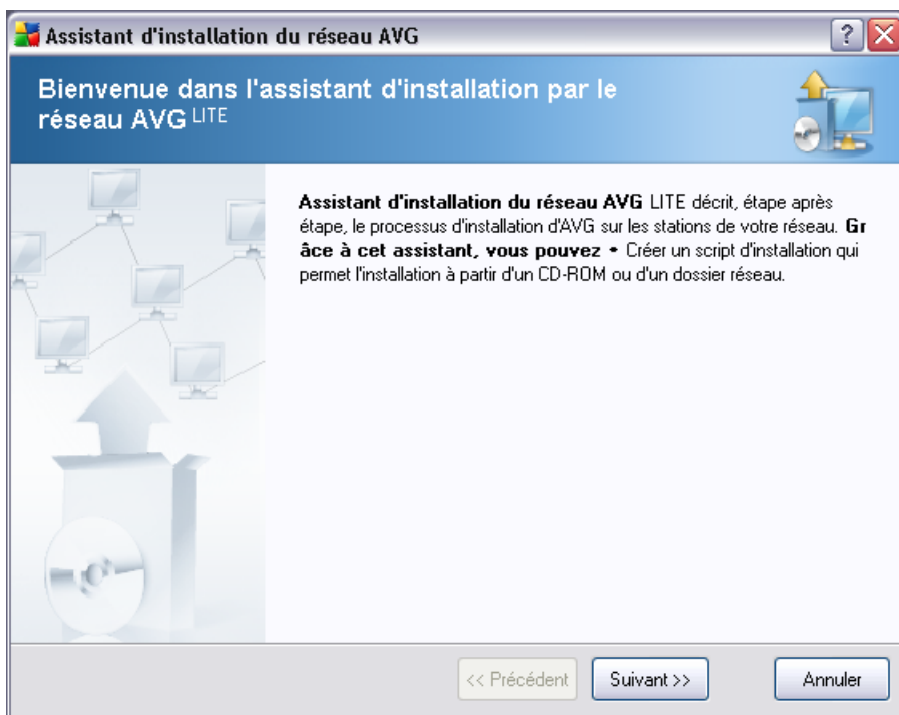 Assistant d'installation du réseau AVG
Bienvenue dans l'assistant d'installation par le
réseau AVG LITE
Assistant d'installation du réseau AVG LITE décrit, étape après
étape, le processus d'installation d'AVG sur les stations de votre réseau. Gr
âce à cet assistant, vous pouvez • Créer un script d'installation qui
permet l'installation à partir d'un CD-ROM ou d'un dossier réseau.
<< Précédent
Suivant >>
Annuler